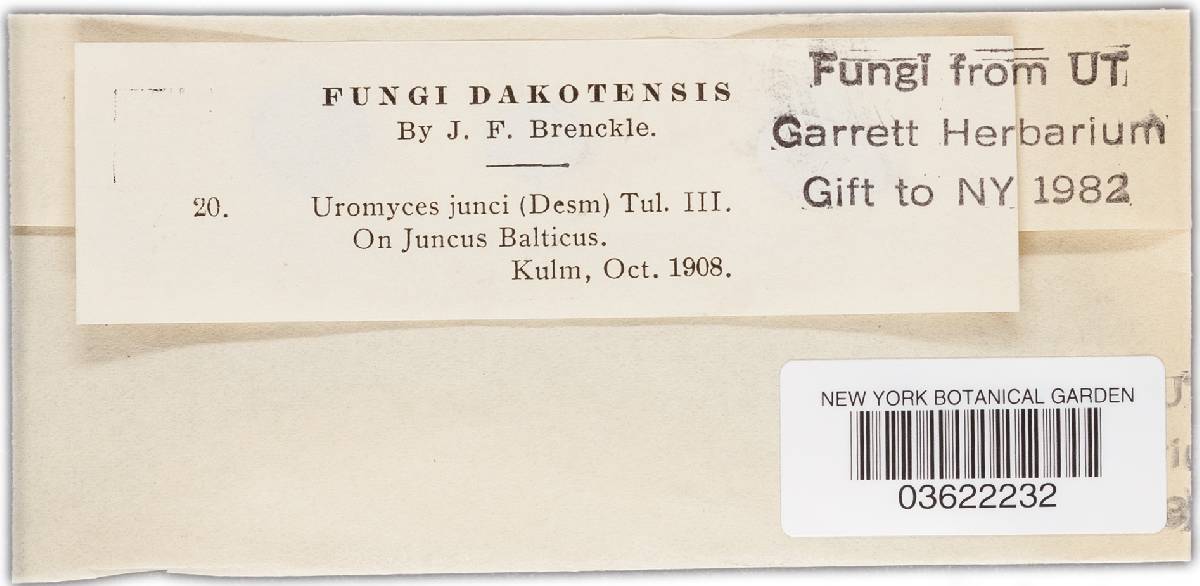 FUNGI DAKOTENSIS
By J. F. Brenckle.
20. Uromyces junci (Desm) Tul. III.
On Juncus Balticus.
Kulm, Oct. 1908.
Fungi from UT
Garrett Herbarium
Gift to NY 1982
NEW YORK BOTANICAL GARDEN
03622232